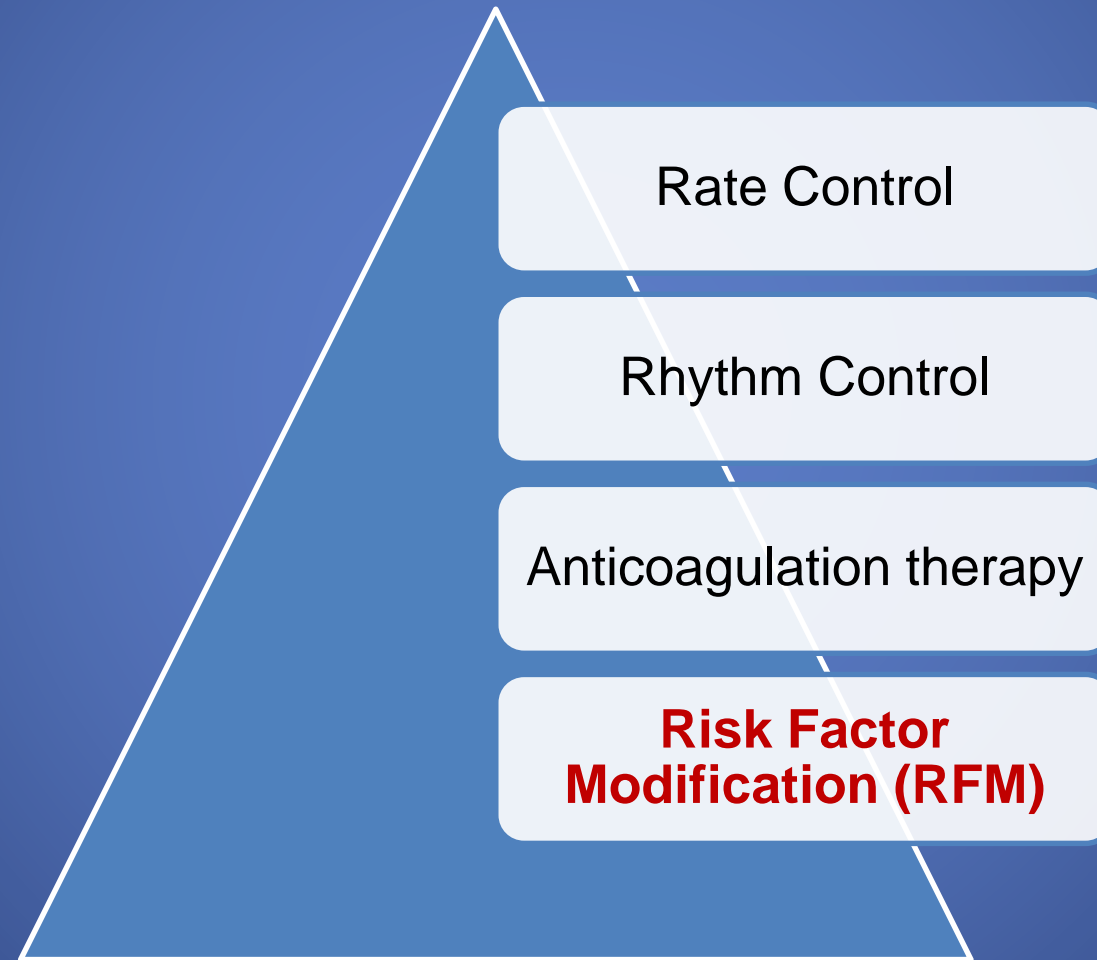 Rate Control
Rhythm Control
Anticoagulation therapy
Risk Factor
Modification (RFM)